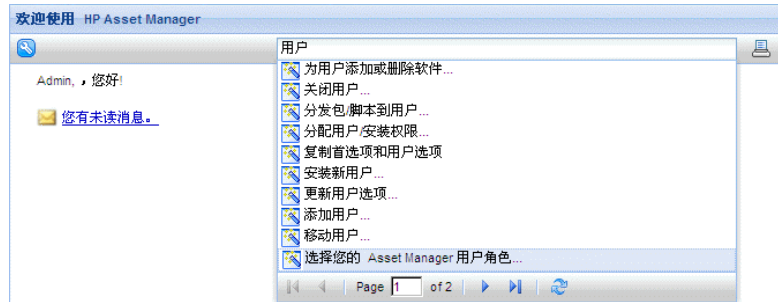 欢迎使用 HP Asset Manager
用户
Admin, ，您好!
您有未读消息。
为用户添加或删除软件...
关闭用户...
分发包/脚本到用户...
分配用户/安装权限...
复制首选项和用户选项
安装新用户...
更新用户选项...
添加用户...
移动用户...
选择您的 Asset Manager 用户角色...
Page 1 of 2